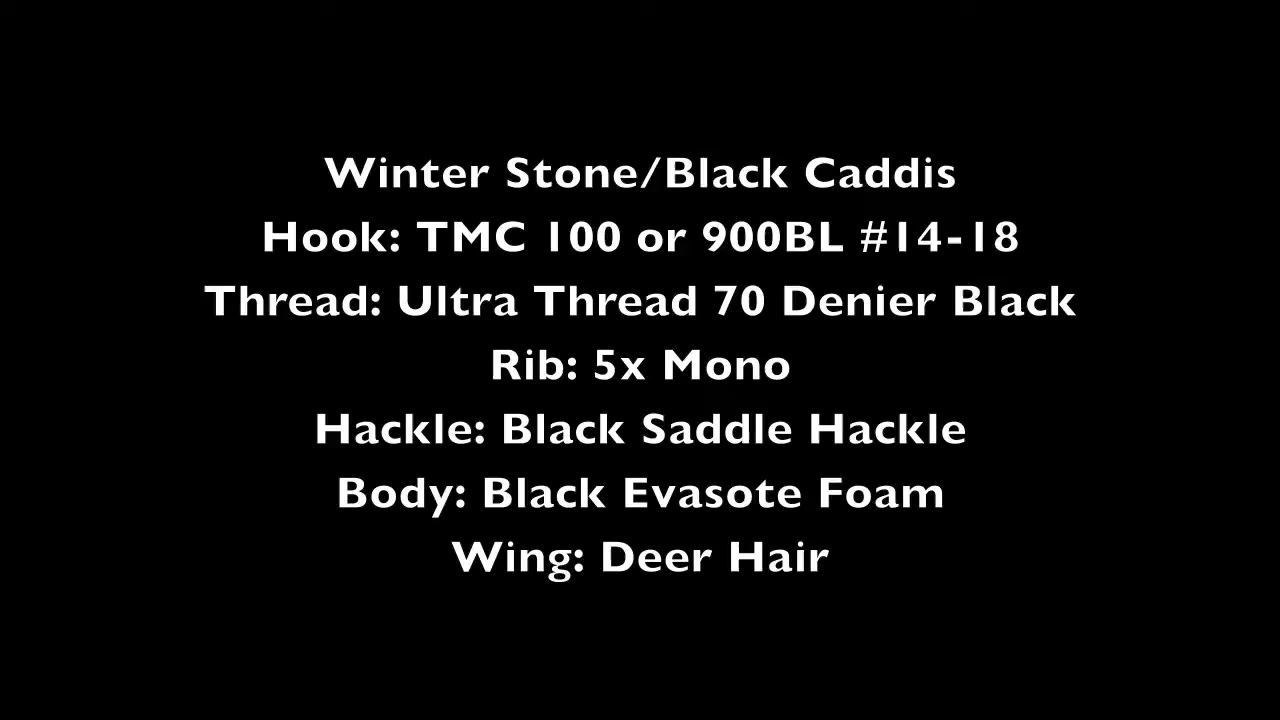 Winter Stone/Black Caddis
Hook: TMC 100 or 900BL #14-18
Thread: Ultra Thread 70 Denier Black
Rib: 5x Mono
Hackle: Black Saddle Hackle
Body: Black Evasote Foam
Wing: Deer Hair